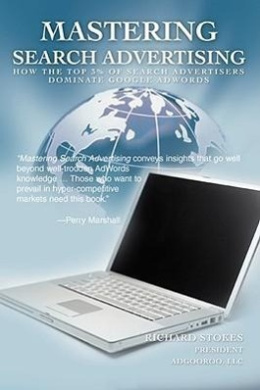 MASTERING
SEARCH ADVERTISING
HOW THE TOP 3% OF SEARCH ADVERTISERS
DOMINATE GOOGLE ADWORDS
"Mastering Search Advertising conveys insights that go well
beyond well-trodden AdWords
knowledge.... Those who want to
prevail in hyper-competitive
markets need this book."
—Perry Marshall
RICHARD STOKES
PRESIDENT
ADGOOROO, LLC